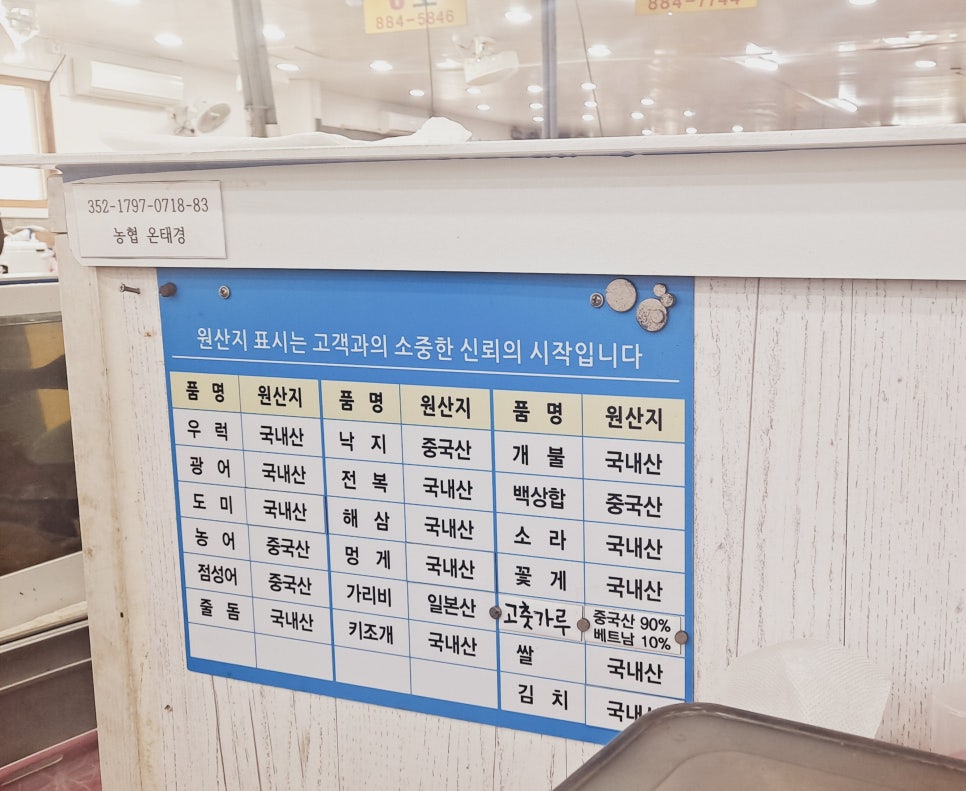 884-5846
884-7744
352-1797-0718-83
농협 온태경
원산지 표시는 고객과의 소중한 신뢰의 시작입니다
품 명 원산지 품 명 원산지 품 명 원산지
우 럭 국내산 낙 지 중국산 개 불 국내산
광 어 국내산 전 복 국내산 백상합 중국산
도 미 국내산 해 삼 국내산 소 라 국내산
농 어 중국산 멍 게 국내산 꽃 게 국내산
점성어 중국산 가리비 일본산 고춧가루 중국산 90% 베트남 10%
줄 돔 국내산 키조개 국내산 쌀 국내산
김 치 국내